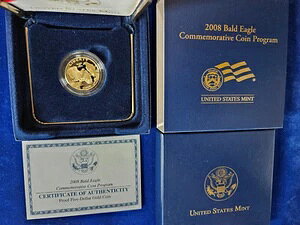 2008 Bald Eagle
Commemorative Coin Program
UNITED STATES MINT
2008 Bald Eagle
Commemorative Coin Program
CERTIFICATE OF AUTHENTICITY
Proof Five-Dollar Gold Coin
UNITED STATES MINT